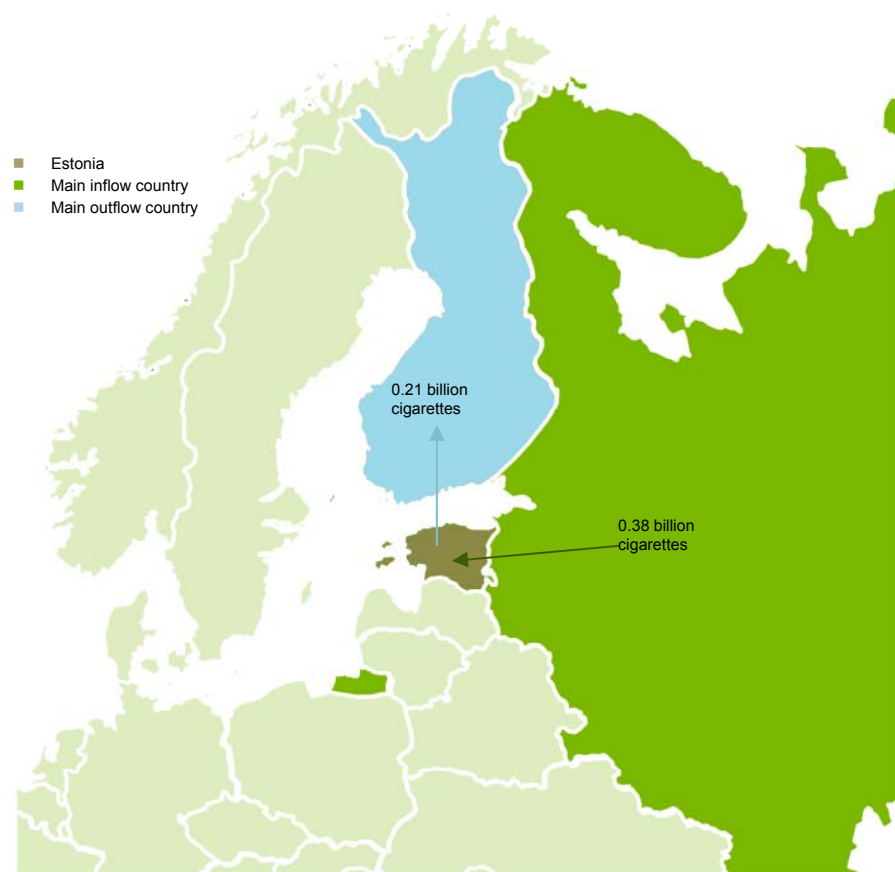 Estonia
Main inflow country
Main outflow country
0.21 billion
cigarettes
0.38 billion
cigarettes